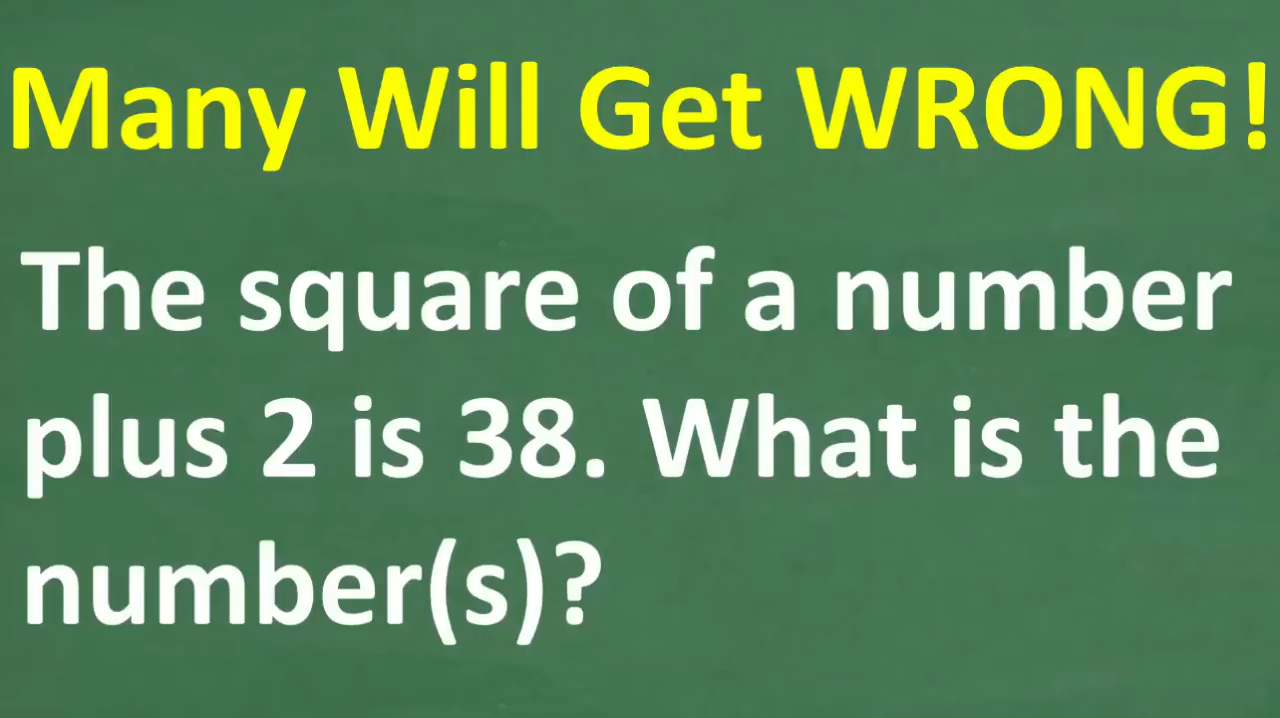 Many Will Get WRONG!
The square of a number
plus 2 is 38. What is the
number(s)?